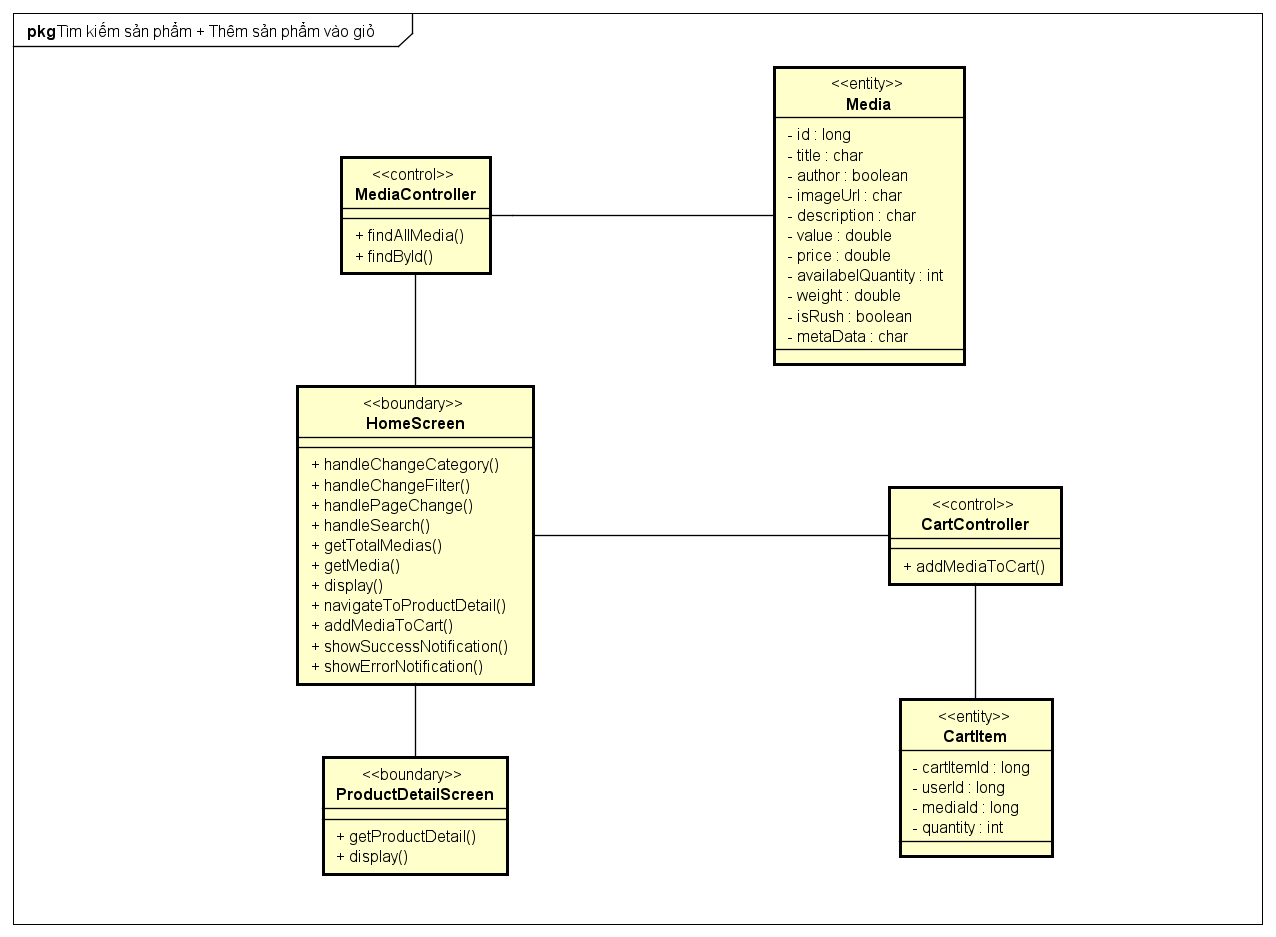 pkg Tìm kiếm sản phẩm + Thêm sản phẩm vào giỏ
<<entity>>
Media
- id : long
- title : char
- author : boolean
- imageUrl : char
- description : char
- value : double
- price : double
- availabelQuantity : int
- weight : double
- isRush : boolean
- metaData : char
<<control>>
MediaController
+ findAllMedia()
+ findById()
<<boundary>>
HomeScreen
+ handleChangeCategory()
+ handleChangeFilter()
+ handlePageChange()
+ handleSearch()
+ getTotalMedias()
+ getMedia()
+ display()
+ navigateToProductDetail()
+ addMediaToCart()
+ showSuccessNotification()
+ showErrorNotification()
<<control>>
CartController
+ addMediaToCart()
<<entity>>
CartItem
- cartItemId : long
- userId : long
- mediaId : long
- quantity : int
<<boundary>>
ProductDetailScreen
+ getProductDetail()
+ display()